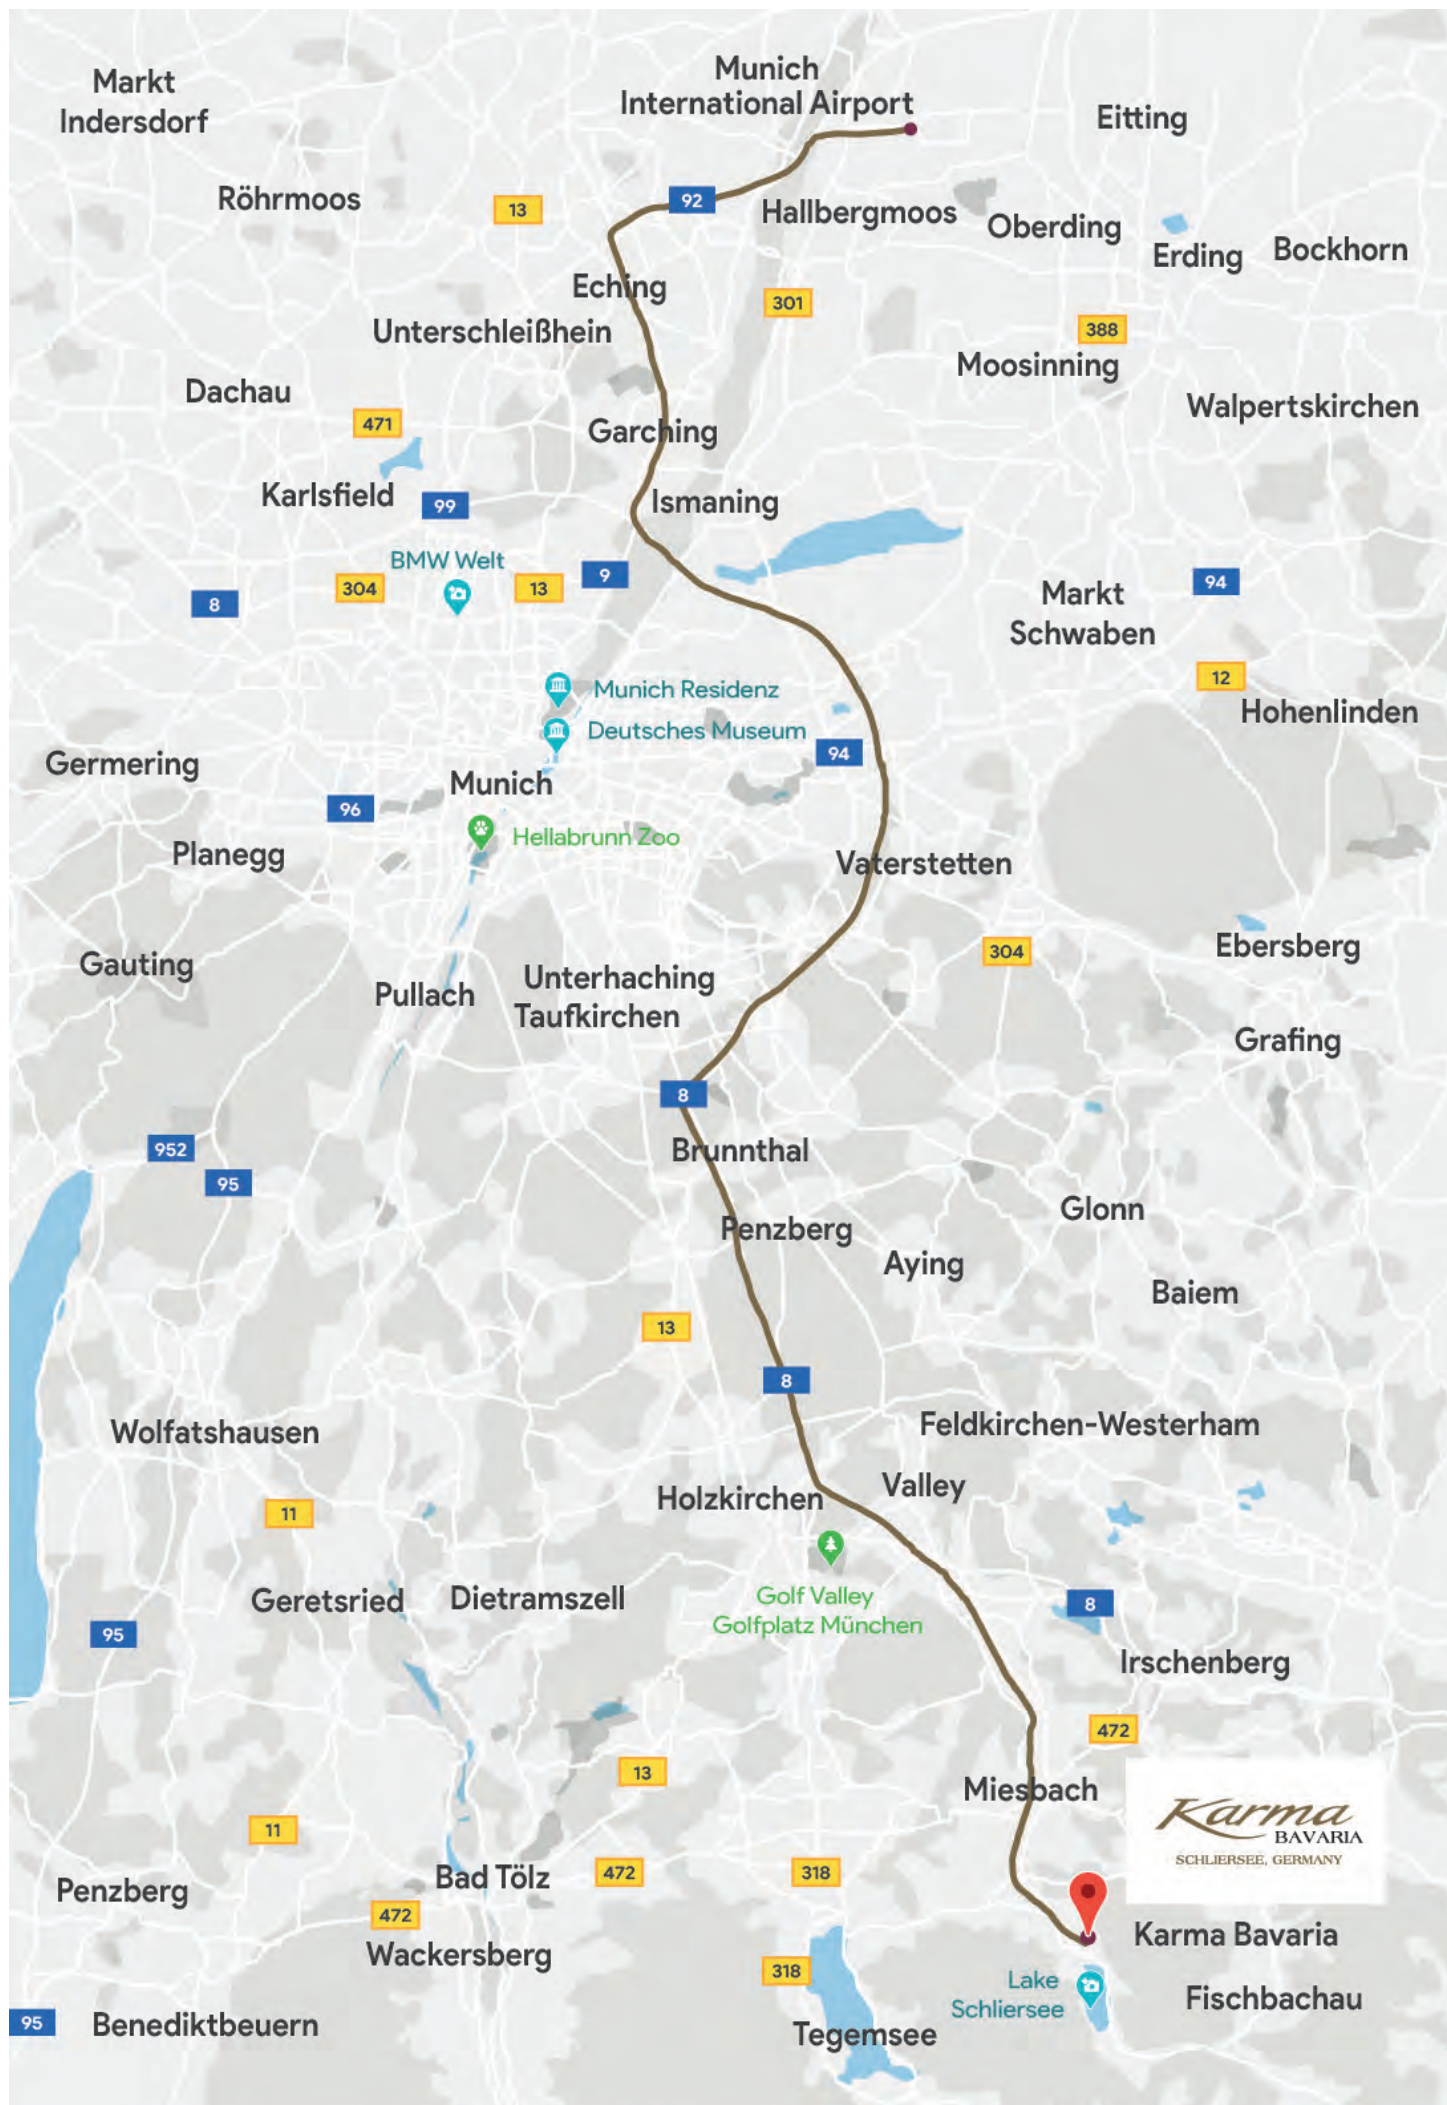 Munich
International Airport
Markt
Indersdorf
Eitting
Röhrmoos
13
92
Hallbergmoos
Oberding
Erding
Bockhorn
Eching
301
Unterschleißhein
388
Moosinning
Dachau
Walpertskirchen
471
Garching
Karlsfield
99
Ismaning
BMW Welt
304
13
9
8
Markt
Schwaben
94
12
Munich Residenz
Hohenlinden
Deutsches Museum
94
Germering
Munich
96
Hellabrunn Zoo
Planegg
Vaterstetten
304
Ebersberg
Gauting
Pullach
Unterhaching
Taufkirchen
Grafing
8
952
Brunnthal
95
Glonn
Penzberg
Aying
Baiem
13
8
Wolfatshausen
Feldkirchen-Westerham
Valley
Holzkirchen
11
Geretsried
Dietramszell
Golf Valley
Golfplatz München
8
95
Irschenberg
472
13
Miesbach
Karma
BAVARIA
SCHLIERSEE, GERMANY
11
Penzberg
Bad Tölz
472
318
472
Karma Bavaria
Wackersberg
318
Lake
Schliersee
Fischbachau
95
Benediktbeuern
Tegemsee